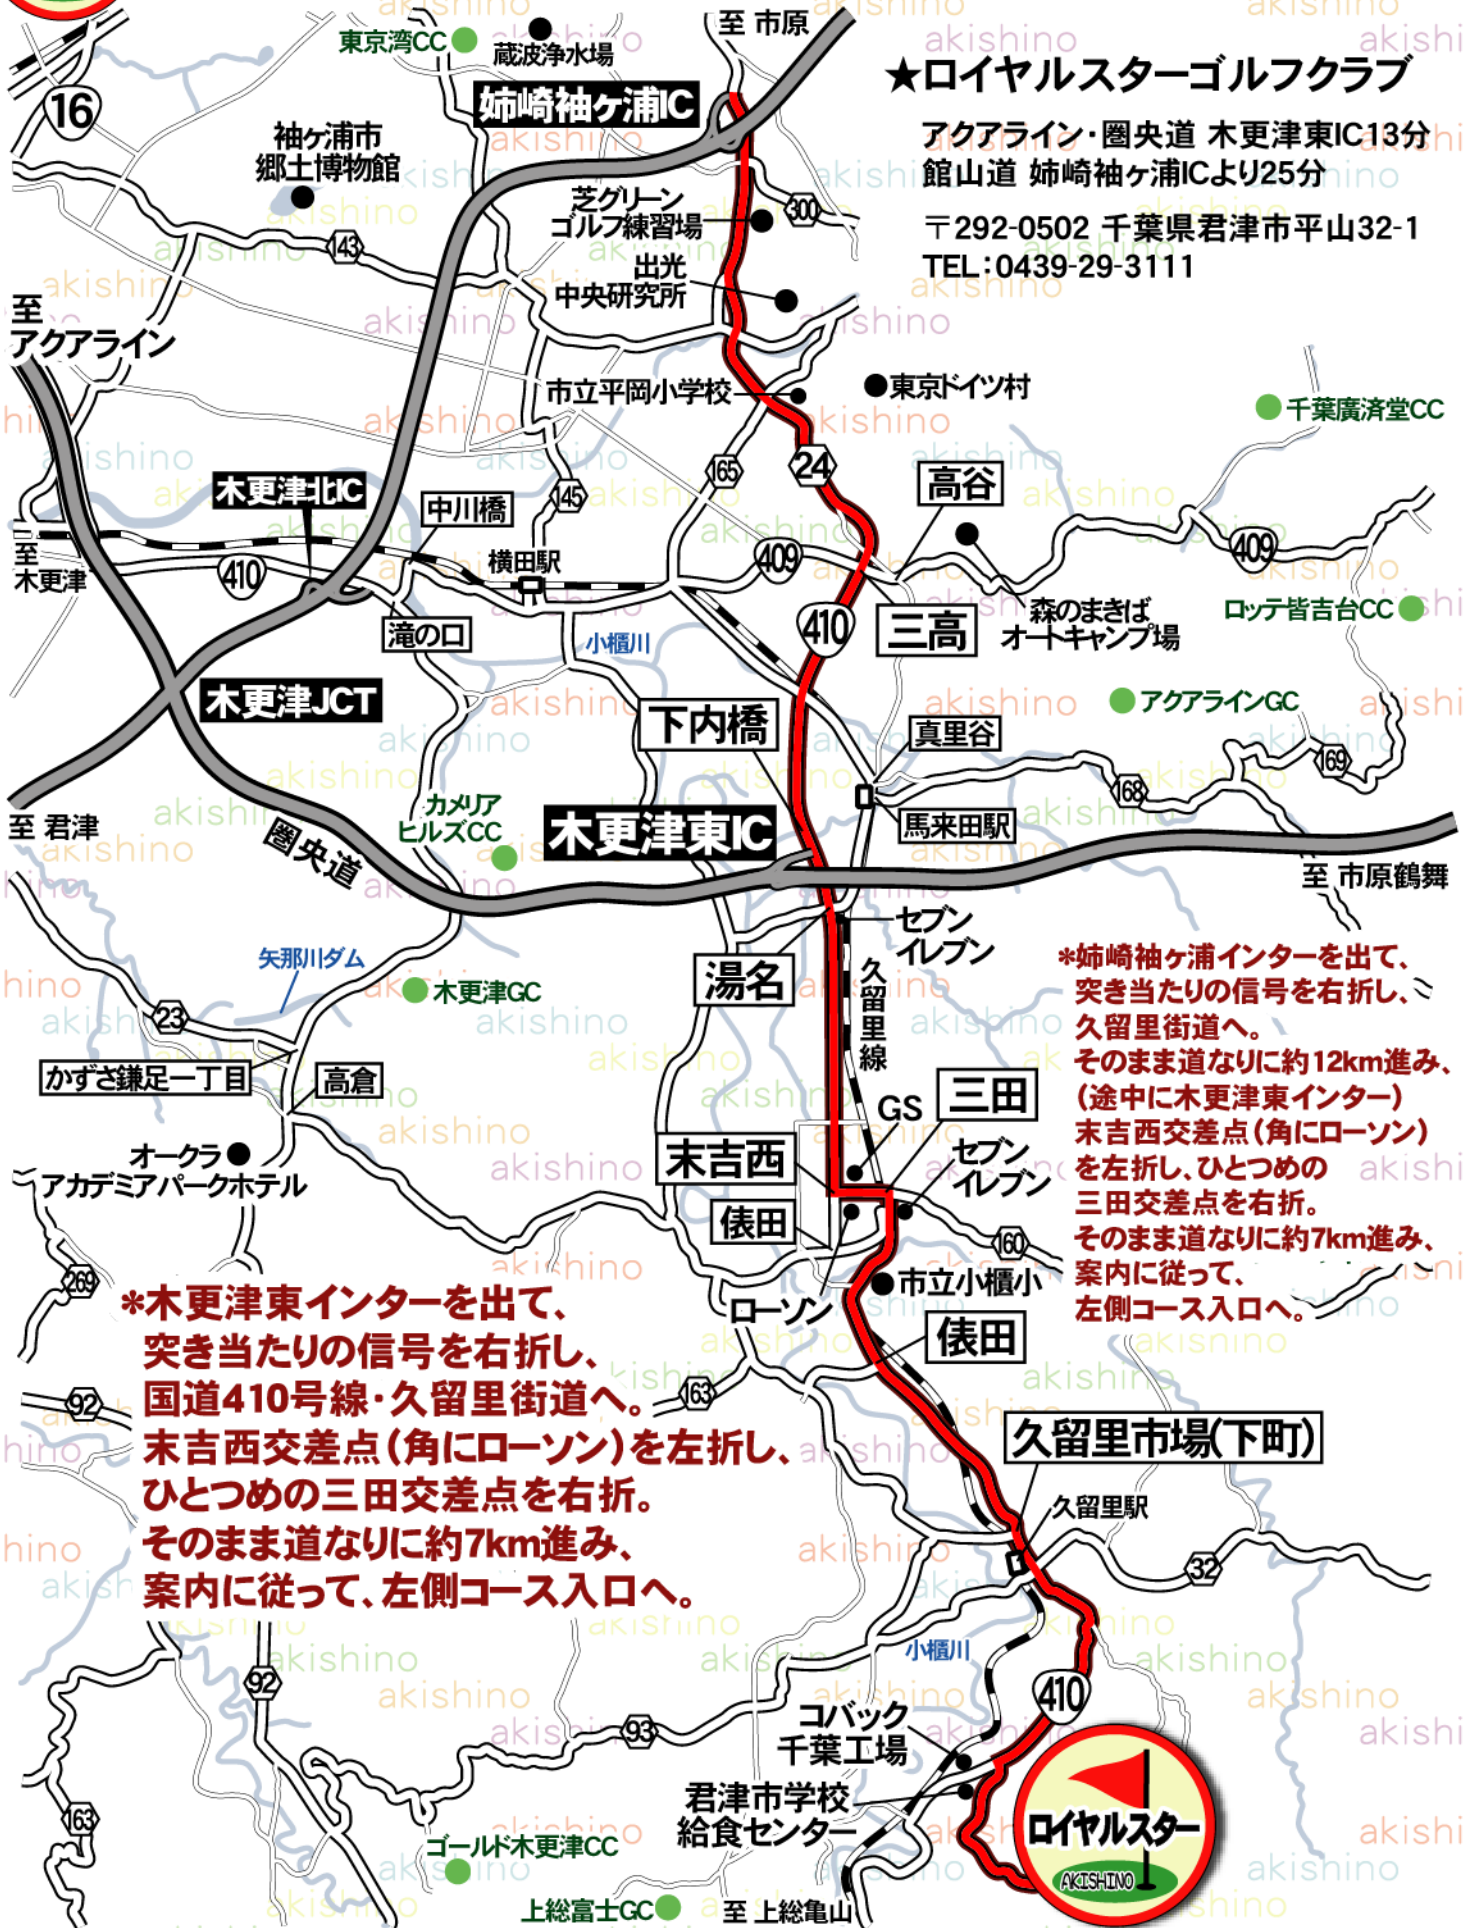 16
東京湾CC
蔵波浄水場
至 市原
★ロイヤルスターゴルフクラブ
アクアライン・圏央道 木更津東IC13分
館山道 姉崎袖ヶ浦ICより25分
〒292-0502 千葉県君津市平山32-1
TEL:0439-29-3111
姉崎袖ヶ浦IC
袖ヶ浦市
郷土博物館
芝グリーン
ゴルフ練習場
300
143
出光
中央研究所
至
アクアライン
市立平岡小学校
東京ドイツ村
千葉廣済堂CC
165
24
高谷
木更津北IC
中川橋
145
至
木更津
410
横田駅
409
409
410
三高
森のまきば
オートキャンプ場
ロッテ皆吉台CC
滝の口
小櫃川
木更津JCT
下内橋
真里谷
アクアラインGC
169
168
至 君津
カメリア
ヒルズCC
木更津東IC
馬来田駅
圏央道
至 市原鶴舞
セブン
イレブン
矢那川ダム
木更津GC
湯名
久留里線
23
かずさ鎌足一丁目
高倉
*姉崎袖ヶ浦インターを出て、
突き当たりの信号を右折し、
久留里街道へ。
そのまま道なりに約12km進み、
(途中に木更津東インター)
末吉西交差点(角にローソン)
を左折し、ひとつめの
三田交差点を右折。
そのまま道なりに約7km進み、
案内に従って、
左側コース入口へ。
GS
三田
末吉西
セブン
イレブン
オークラ
アカデミアパークホテル
俵田
160
269
市立小櫃小
ローソン
俵田
*木更津東インターを出て、
突き当たりの信号を右折し、
国道410号線・久留里街道へ。
末吉西交差点(角にローソン)を左折し、
ひとつめの三田交差点を右折。
そのまま道なりに約7km進み、
案内に従って、左側コース入口へ。
92
163
久留里市場(下町)
久留里駅
32
小櫃川
92
410
コバック
千葉工場
93
君津市学校
給食センター
163
ロイヤルスター
AKISHINO
ゴールド木更津CC
上総富士GC
至 上総亀山